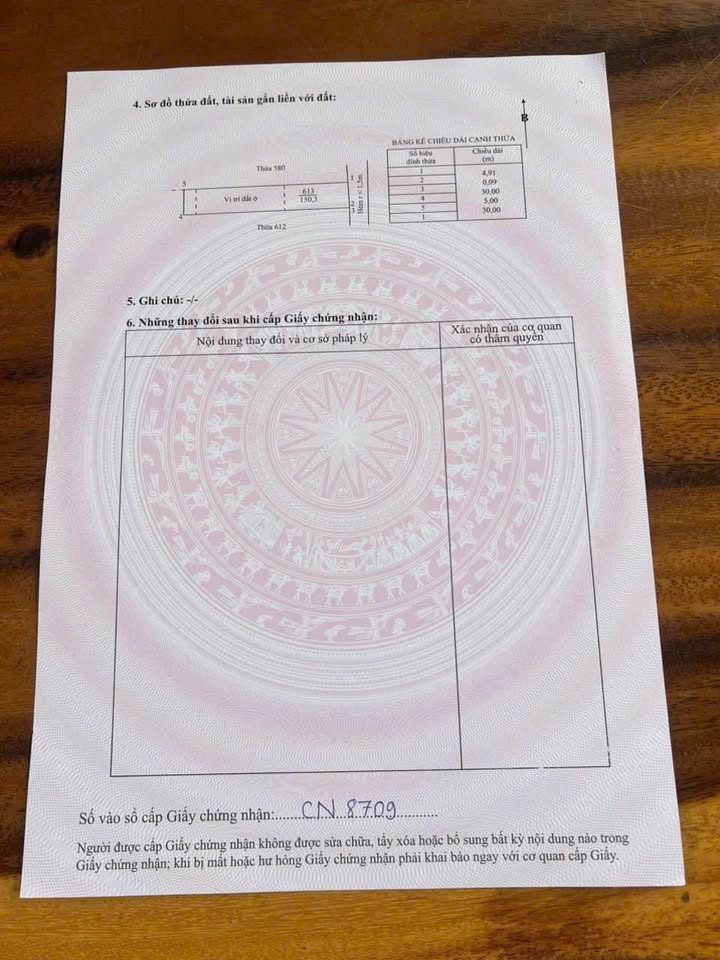 4. Sơ đồ thửa đất, tài sản gắn liền với đất:
B
BẢNG KÊ CHIỀU DÀI CẠNH THỬA
Số hiệu đỉnh thửa
Chiều dài (m)
1
4,91
2
0,09
3
30,00
4
5,00
5
30,00
1
Thửa 580
5
1
Vị trí đất ở
613
150,3
2
3
4
Thửa 612
5. Ghi chú: -/-
6. Những thay đổi sau khi cấp Giấy chứng nhận:
Nội dung thay đổi và cơ sở pháp lý
Xác nhận của cơ quan
có thẩm quyền
Số vào sổ cấp Giấy chứng nhận:......CN 8709............
Người được cấp Giấy chứng nhận không được sửa chữa, tẩy xóa hoặc bổ sung bất kỳ nội dung nào trong
Giấy chứng nhận; khi bị mất hoặc hư hỏng Giấy chứng nhận phải khai báo ngay với cơ quan cấp Giấy.